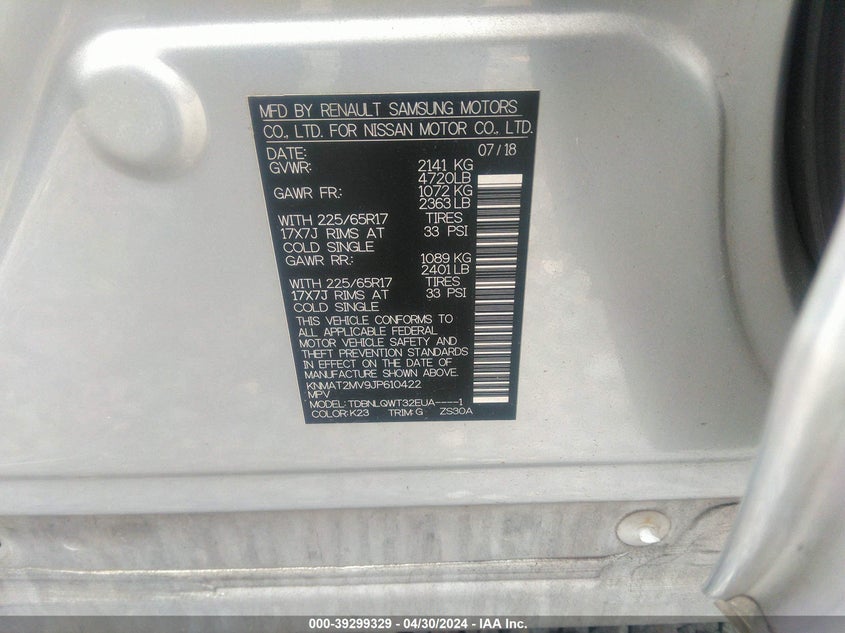 MFD BY RENAULT SAMSUNG MOTORS
CO., LTD. FOR NISSAN MOTOR CO., LTD.
DATE: 07/18
GVWR: 2141 KG
4720LB
GAWR FR.: 1072 KG
2363 LB
WITH 225/65R17 TIRES
17X7J RIMS AT 33 PSI
COLD SINGLE
GAWR RR.: 1089 KG
2401 LB
WITH 225/65R17 TIRES
17X7J RIMS AT 33 PSI
COLD SINGLE
THIS VEHICLE CONFORMS TO
ALL APPLICABLE FEDERAL
MOTOR VEHICLE SAFETY AND
THEFT PREVENTION STANDARDS
IN EFFECT ON THE DATE OF
MANUFACTURE SHOWN ABOVE.
KNMAT2MV9JP610422
MPV
MODEL: TDBNLQWT32EUA----1
COLOR: K23 TRIM: G ZS30A
000-39299329 - 04/30/2024 - IAA Inc.